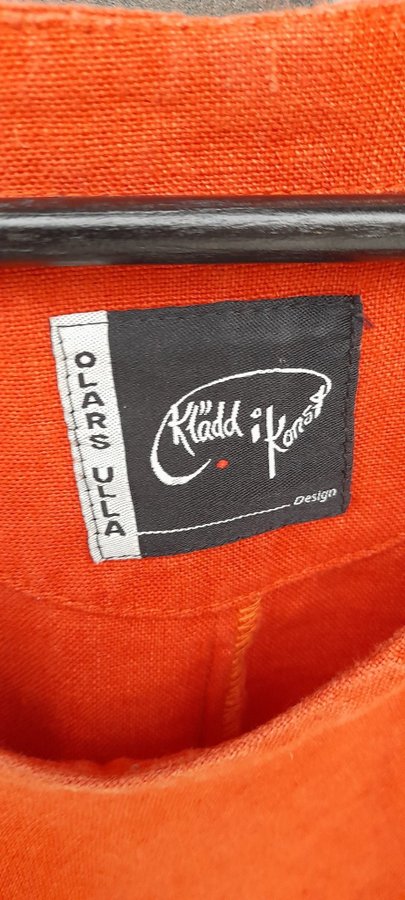 OLARS ULLA
Klädd i Konst
Design